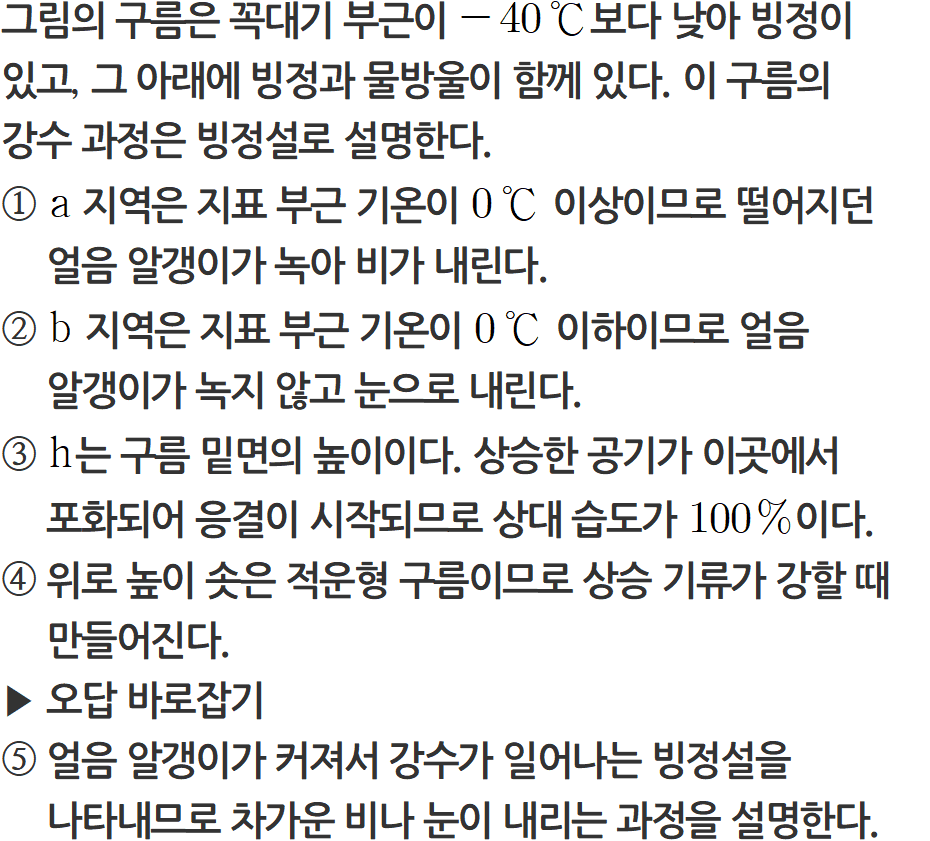 그림의 구름은 꼭대기 부근이 −40 ℃보다 낮아 빙정이
있고, 그 아래에 빙정과 물방울이 함께 있다. 이 구름의
강수 과정은 빙정설로 설명한다.
① a 지역은 지표 부근 기온이 0 ℃ 이상이므로 떨어지던
얼음 알갱이가 녹아 비가 내린다.
② b 지역은 지표 부근 기온이 0 ℃ 이하이므로 얼음
알갱이가 녹지 않고 눈으로 내린다.
③ h는 구름 밑면의 높이이다. 상승한 공기가 이곳에서
포화되어 응결이 시작되므로 상대 습도가 100 %이다.
④ 위로 높이 솟은 적운형 구름이므로 상승 기류가 강할 때
만들어진다.
▶ 오답 바로잡기
⑤ 얼음 알갱이가 커져서 강수가 일어나는 빙정설을
나타내므로 차가운 비나 눈이 내리는 과정을 설명한다.